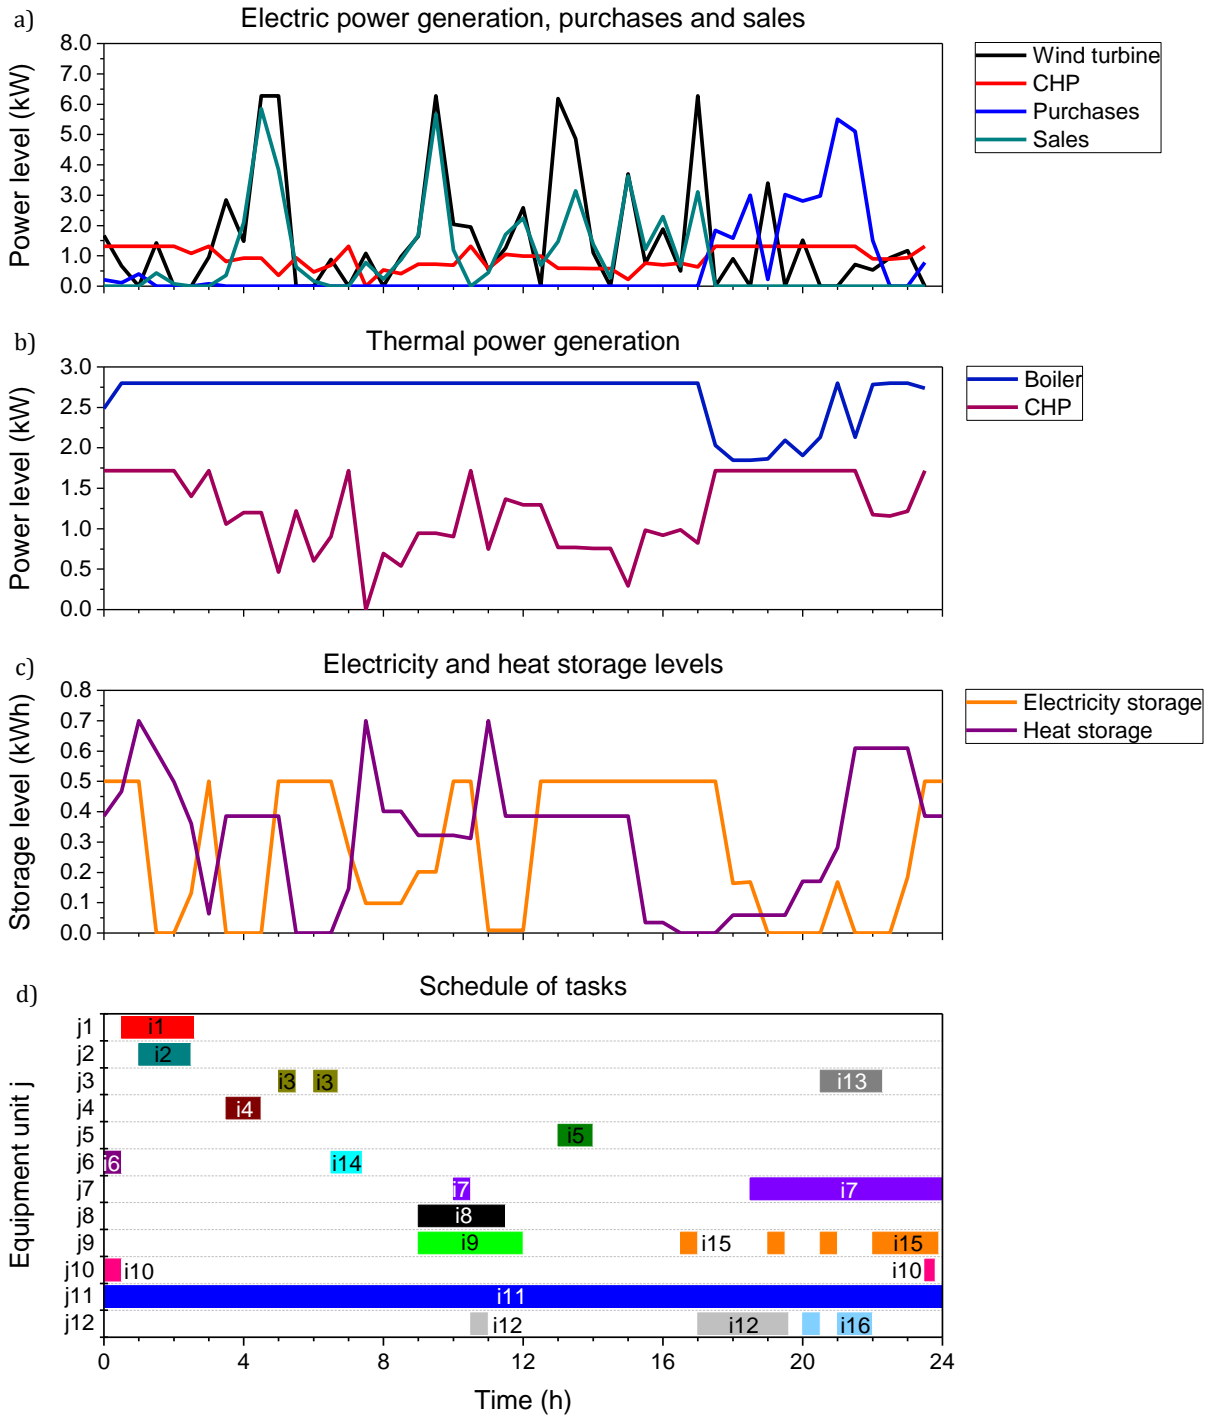 a)
Electric power generation, purchases and sales
Power level (kW)
8.0
7.0
6.0
5.0
4.0
3.0
2.0
1.0
0.0
Wind turbine
CHP
Purchases
Sales
b)
Thermal power generation
Power level (kW)
3.0
2.5
2.0
1.5
1.0
0.5
0.0
Boiler
CHP
c)
Electricity and heat storage levels
Storage level (kWh)
0.8
0.7
0.6
0.5
0.4
0.3
0.2
0.1
0.0
Electricity storage
Heat storage
d)
Schedule of tasks
Equipment unit j
j1 i1
j2 i2
j3 i3 i3 i13
j4 i4
j5 i5
j6 i6 i14
j7 i7 i7
j8 i8
j9 i9 i15 i15
j10 i10 i10
j11 i11
j12 i12 i12 i16
0 4 8 12 16 20 24
Time (h)